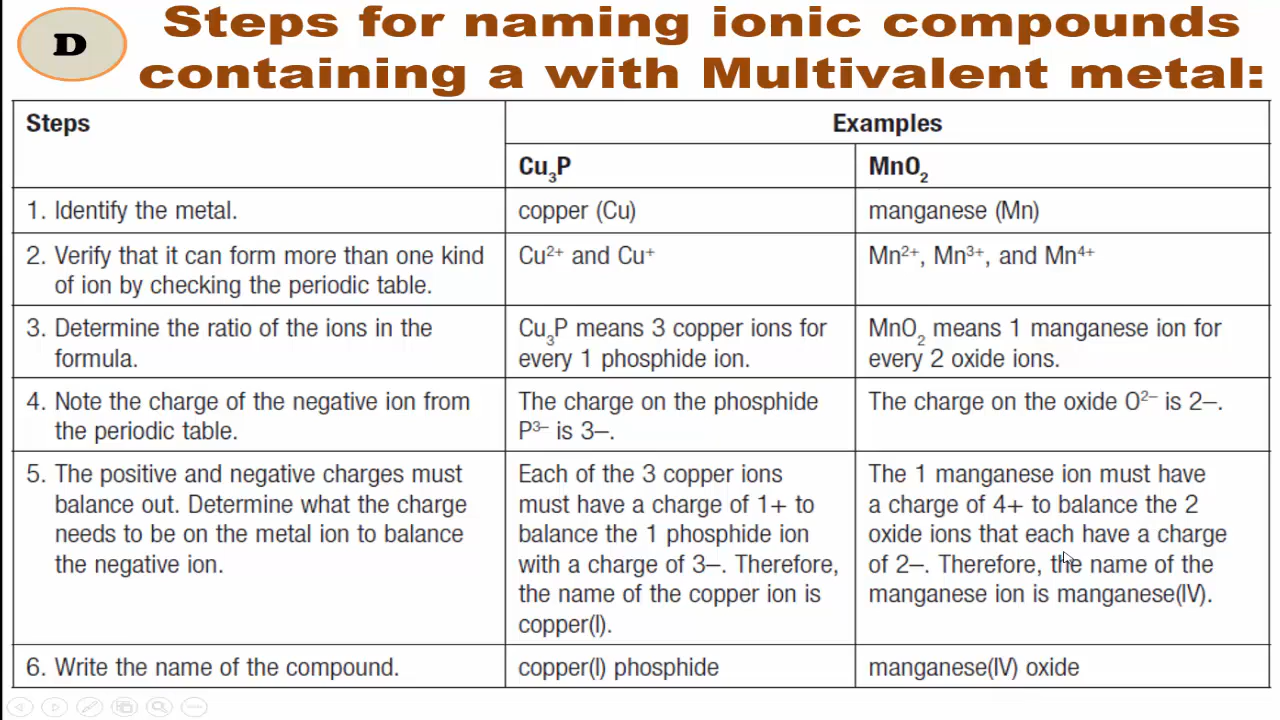 D
Steps for naming ionic compounds
containing a with Multivalent metal:
Steps
Examples
Cu₃P
MnO₂
1. Identify the metal.
copper (Cu)
manganese (Mn)
2. Verify that it can form more than one kind
of ion by checking the periodic table.
Cu²⁺ and Cu⁺
Mn²⁺, Mn³⁺, and Mn⁴⁺
3. Determine the ratio of the ions in the
formula.
Cu₃P means 3 copper ions for
every 1 phosphide ion.
MnO₂ means 1 manganese ion for
every 2 oxide ions.
4. Note the charge of the negative ion from
the periodic table.
The charge on the phosphide
P³⁻ is 3–.
The charge on the oxide O²⁻ is 2–.
5. The positive and negative charges must
balance out. Determine what the charge
needs to be on the metal ion to balance
the negative ion.
Each of the 3 copper ions
must have a charge of 1+ to
balance the 1 phosphide ion
with a charge of 3–. Therefore,
the name of the copper ion is
copper(I).
The 1 manganese ion must have
a charge of 4+ to balance the 2
oxide ions that each have a charge
of 2–. Therefore, the name of the
manganese ion is manganese(IV).
6. Write the name of the compound.
copper(I) phosphide
manganese(IV) oxide